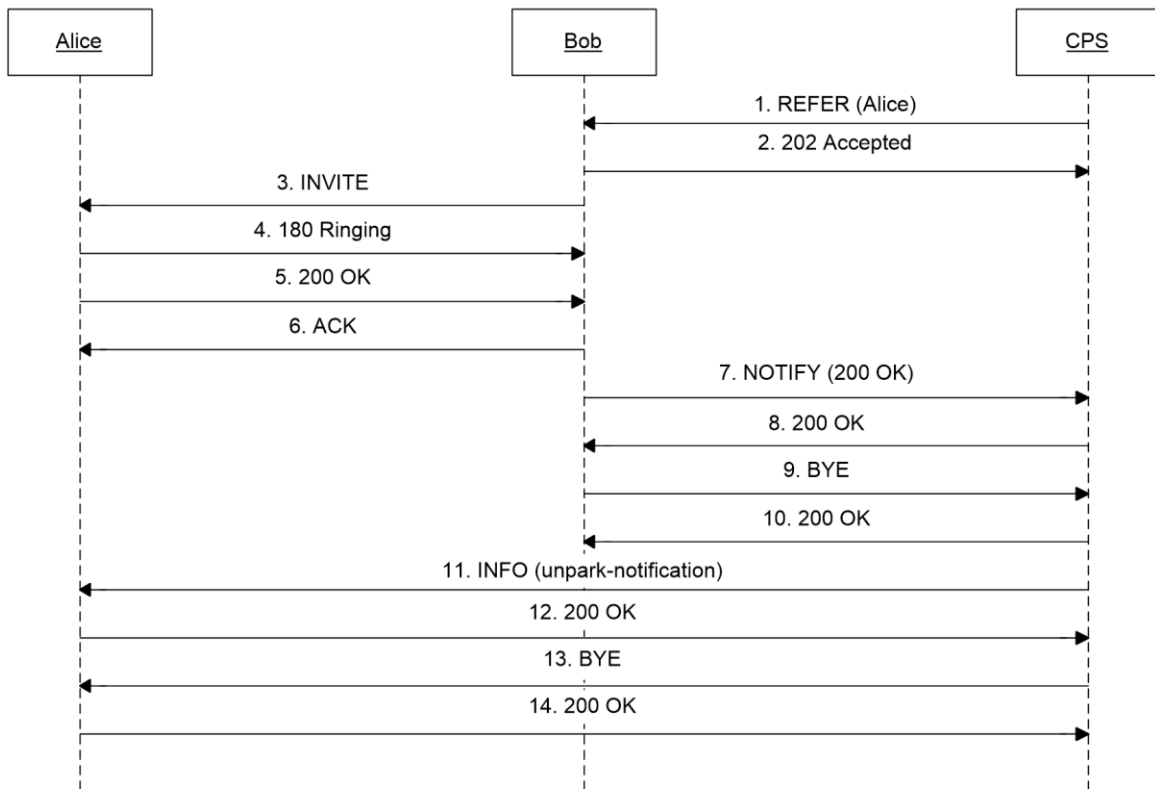 Alice
Bob
CPS
1. REFER (Alice)
2. 202 Accepted
3. INVITE
4. 180 Ringing
5. 200 OK
6. ACK
7. NOTIFY (200 OK)
8. 200 OK
9. BYE
10. 200 OK
11. INFO (unpark-notification)
12. 200 OK
13. BYE
14. 200 OK